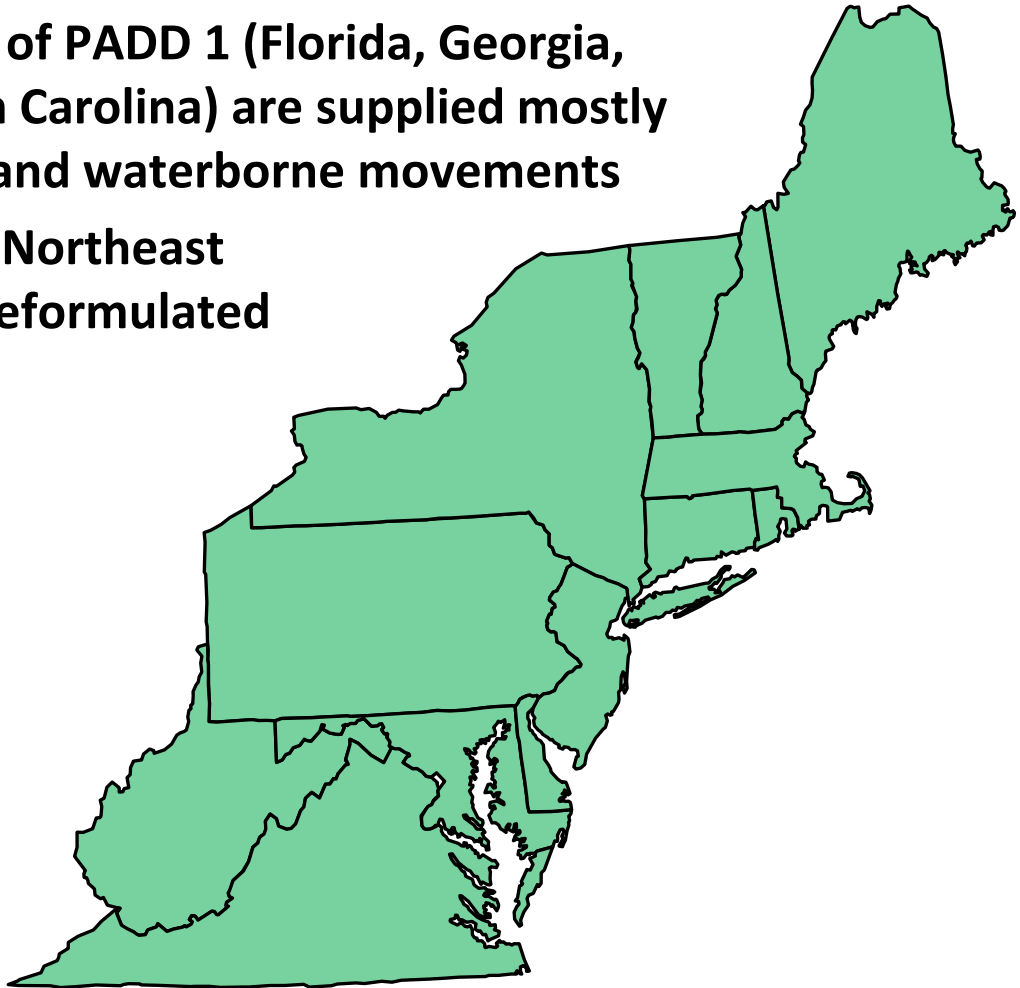 of PADD 1 (Florida, Georgia,
Carolina) are supplied mostly
and waterborne movements
Northeast
eformulated